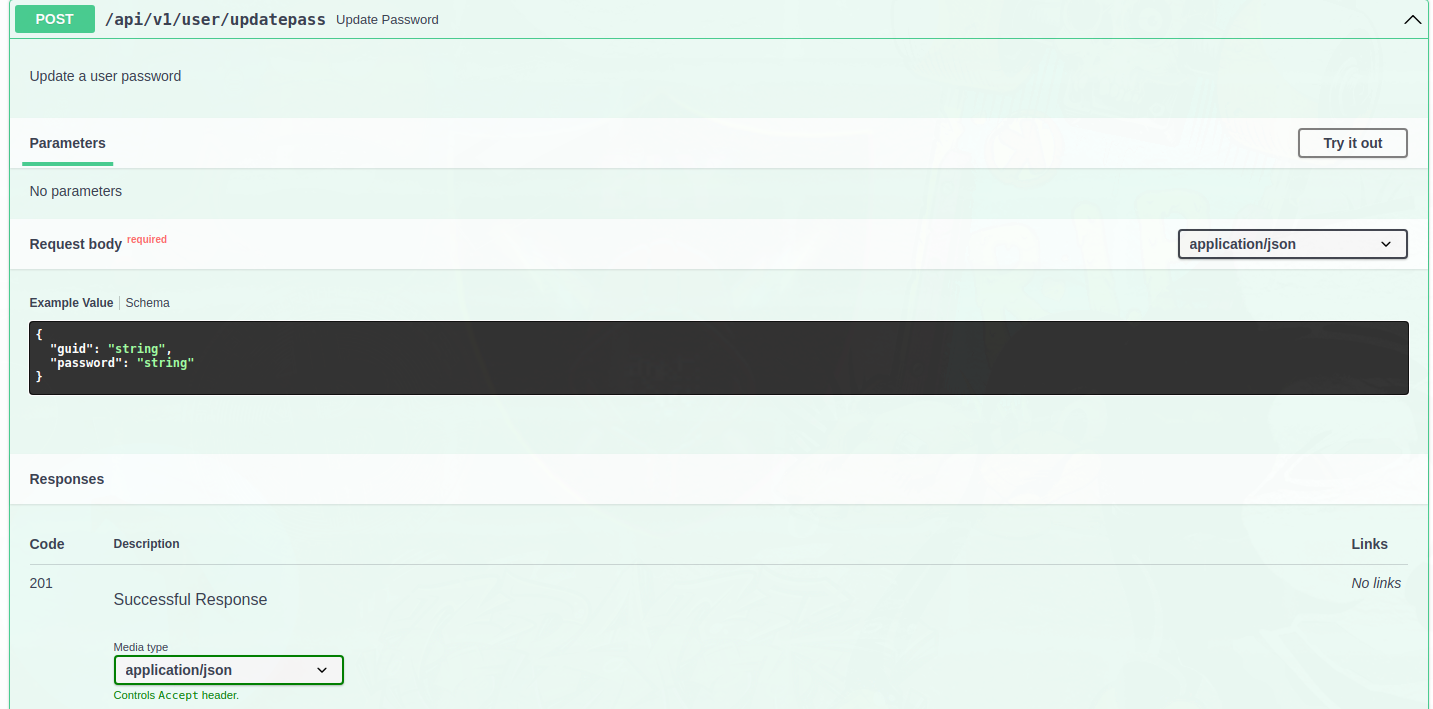 POST /api/v1/user/updatepass Update Password
Update a user password
Parameters Try it out
No parameters
Request body required application/json
Example Value Schema
{
"guid": "string",
"password": "string"
}
Responses
Code Description Links
201 Successful Response No links
Media type
application/json
Controls Accept header.